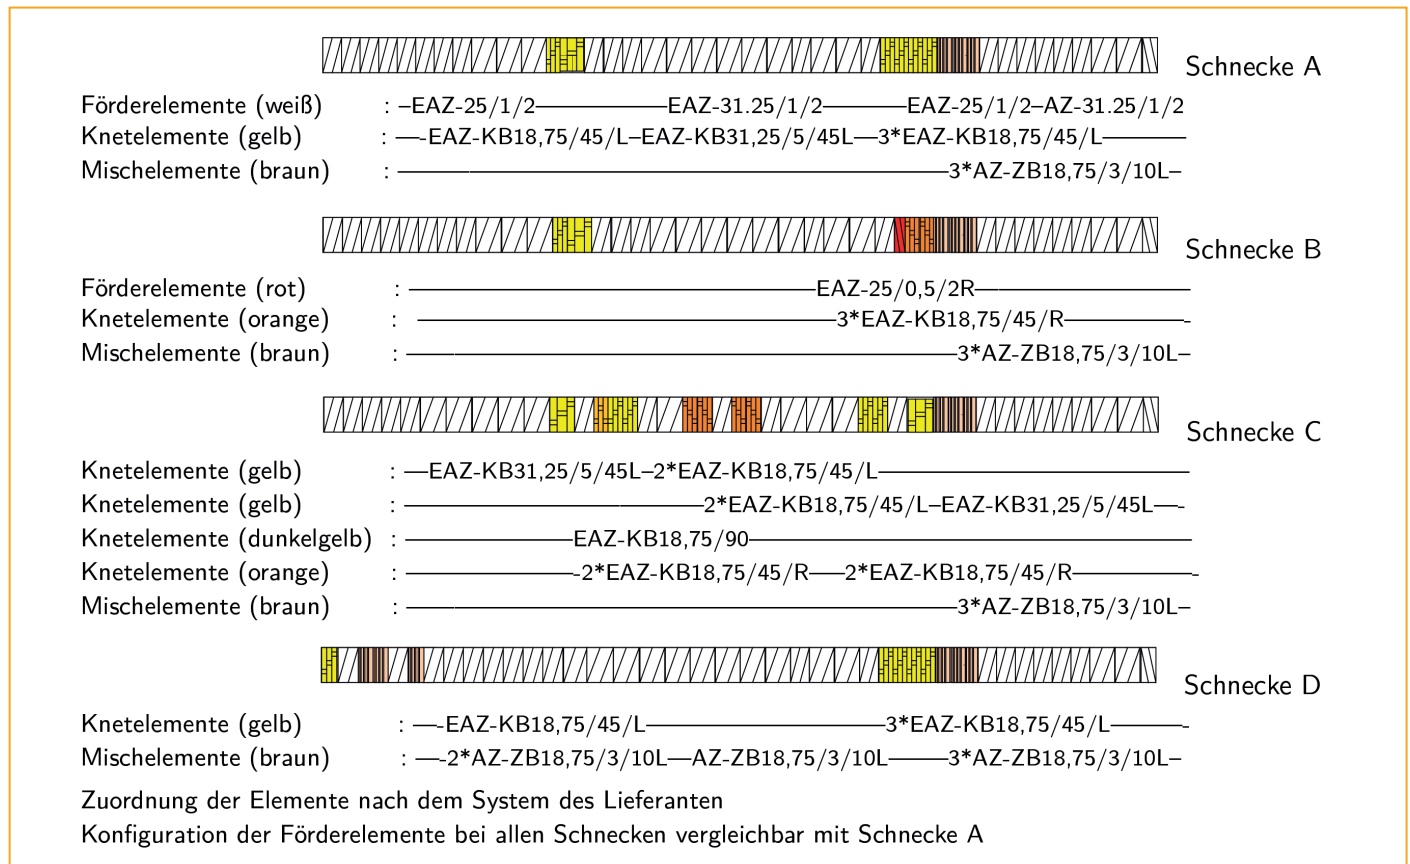 Schnecke A
Förderelemente (weiß) : –EAZ-25/1/2———EAZ-31.25/1/2———EAZ-25/1/2–AZ-31.25/1/2
Knetelemente (gelb) : —-EAZ-KB18,75/45/L–EAZ-KB31,25/5/45L—3*EAZ-KB18,75/45/L———
Mischelemente (braun) : ———3*AZ-ZB18,75/3/10L–
Schnecke B
Förderelemente (rot) : ———EAZ-25/0,5/2R———
Knetelemente (orange) : ———3*EAZ-KB18,75/45/R———-
Mischelemente (braun) : ———3*AZ-ZB18,75/3/10L–
Schnecke C
Knetelemente (gelb) : —EAZ-KB31,25/5/45L–2*EAZ-KB18,75/45/L———
Knetelemente (gelb) : ———2*EAZ-KB18,75/45/L–EAZ-KB31,25/5/45L—-
Knetelemente (dunkelgelb) : ———EAZ-KB18,75/90———
Knetelemente (orange) : ———-2*EAZ-KB18,75/45/R——2*EAZ-KB18,75/45/R———-
Mischelemente (braun) : ———3*AZ-ZB18,75/3/10L–
Schnecke D
Knetelemente (gelb) : —-EAZ-KB18,75/45/L———3*EAZ-KB18,75/45/L———-
Mischelemente (braun) : —-2*AZ-ZB18,75/3/10L—AZ-ZB18,75/3/10L——3*AZ-ZB18,75/3/10L–
Zuordnung der Elemente nach dem System des Lieferanten
Konfiguration der Förderelemente bei allen Schnecken vergleichbar mit Schnecke A